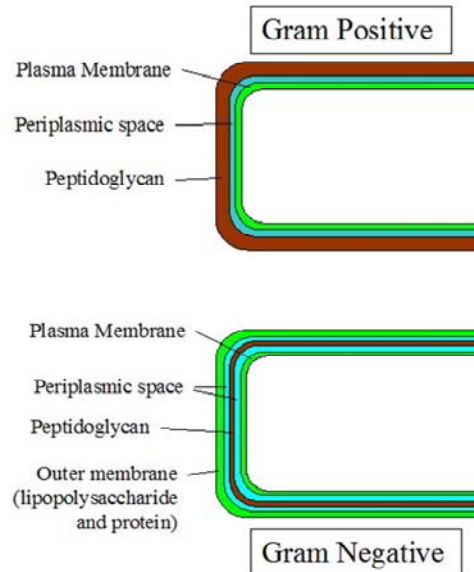 Gram Positive
Plasma Membrane
Periplasmic space
Peptidoglycan
Plasma Membrane
Periplasmic space
Peptidoglycan
Outer membrane
(lipopolysaccharide
and protein)
Gram Negative